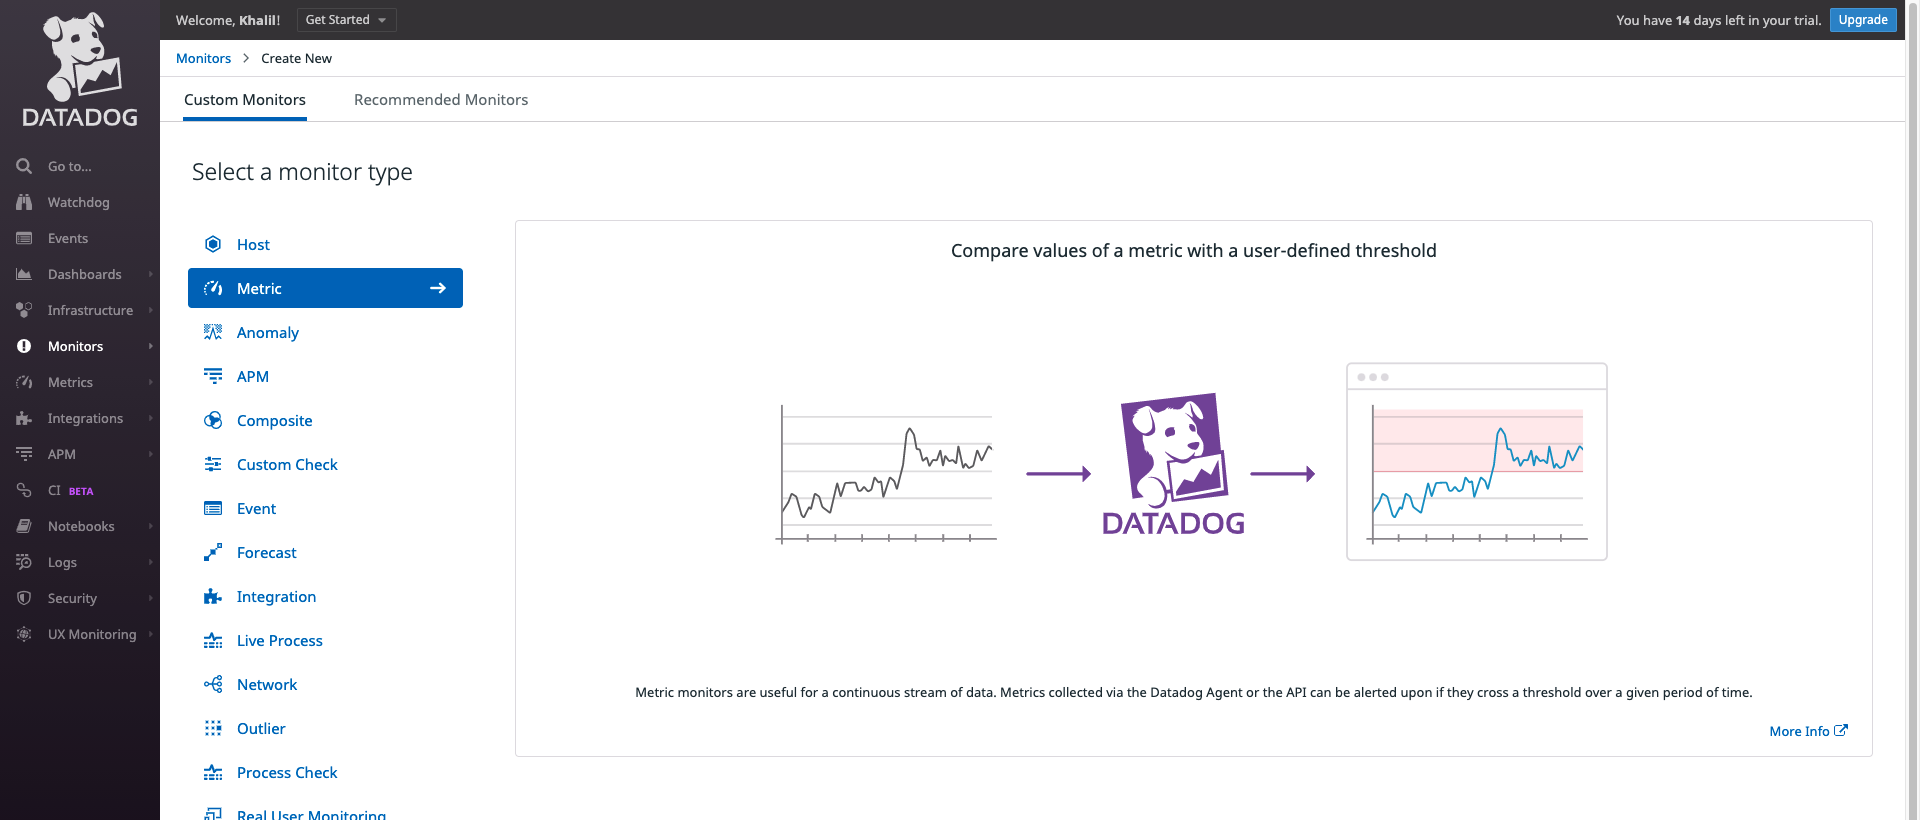 DATADOG
Go to...
Watchdog
Events
Dashboards
Infrastructure
Monitors
Metrics
Integrations
APM
CI BETA
Notebooks
Logs
Security
UX Monitoring
Welcome, Khalil!
Get Started
You have 14 days left in your trial.
Upgrade
Monitors > Create New
Custom Monitors
Recommended Monitors
Select a monitor type
Host
Metric
Anomaly
APM
Composite
Custom Check
Event
Forecast
Integration
Live Process
Network
Outlier
Process Check
Real User Monitoring
Compare values of a metric with a user-defined threshold
DATADOG
Metric monitors are useful for a continuous stream of data. Metrics collected via the Datadog Agent or the API can be alerted upon if they cross a threshold over a given period of time.
More Info